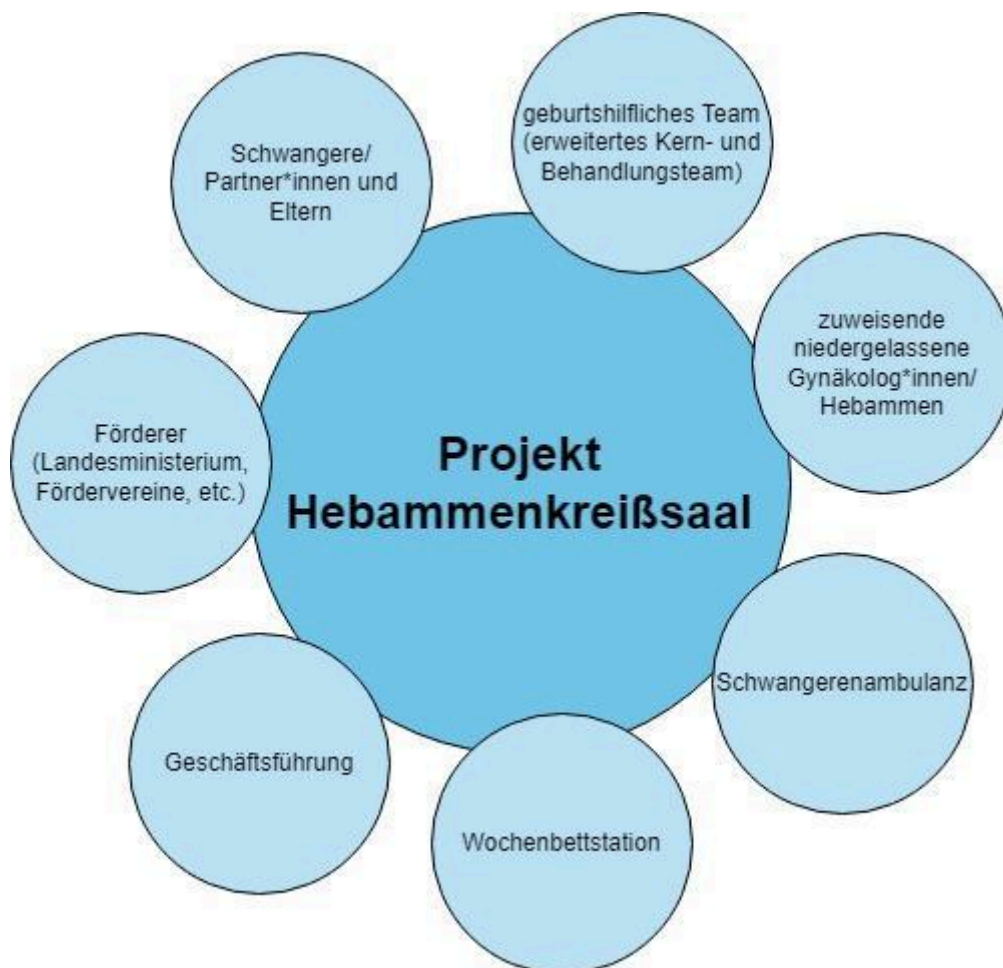 geburtshilfliches Team
(erweitertes Kern- und
Behandlungsteam)
Schwangere/
Partner*innen und
Eltern
zuweisende
niedergelassene
Gynäkolog*innen/
Hebammen
Förderer
(Landesministerium,
Fördervereine, etc.)
Projekt
Hebammenkreißsaal
Schwangerenambulanz
Geschäftsführung
Wochenbettstation